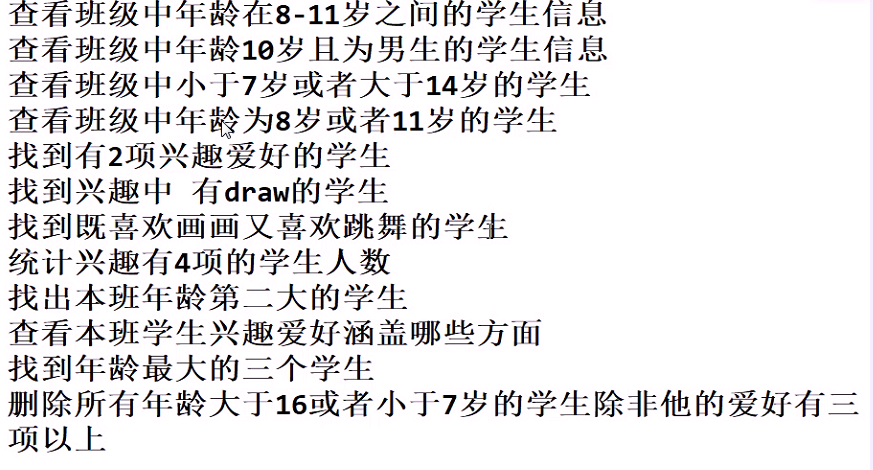 查看班级中年龄在8-11岁之间的学生信息
查看班级中年龄10岁且为男生的学生信息
查看班级中小于7岁或者大于14岁的学生
查看班级中年龄为8岁或者11岁的学生
找到有2项兴趣爱好的学生
找到兴趣中 有draw的学生
找到既喜欢画画又喜欢跳舞的学生
统计兴趣有4项的学生人数
找出本班年龄第二大的学生
查看本班学生兴趣爱好涵盖哪些方面
找到年龄最大的三个学生
删除所有年龄大于16或者小于7岁的学生除非他的爱好有三
项以上